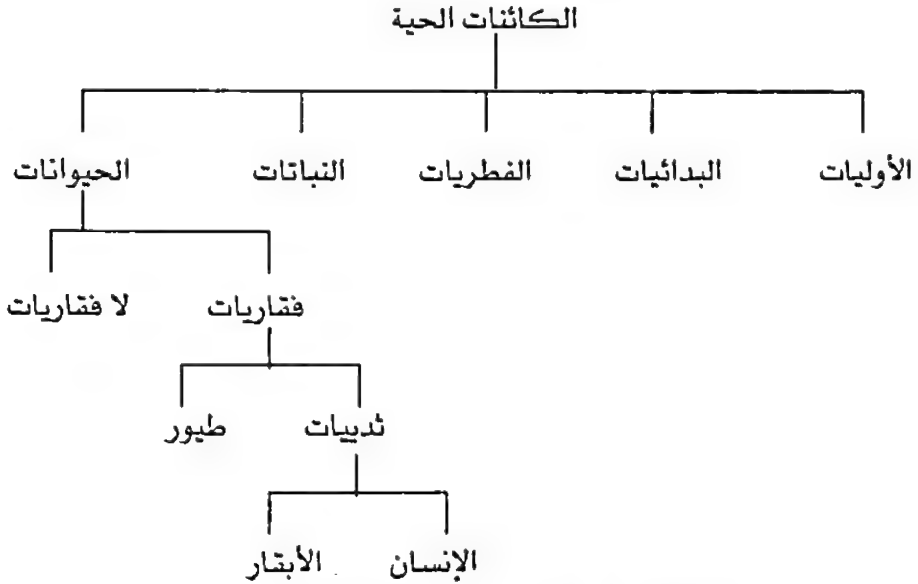 الكائنات الحية
الأوليات البدائيات الفطريات النباتات الحيوانات
فقاريات لا فقاريات
ثدييات طيور
الإنسان الأبقار